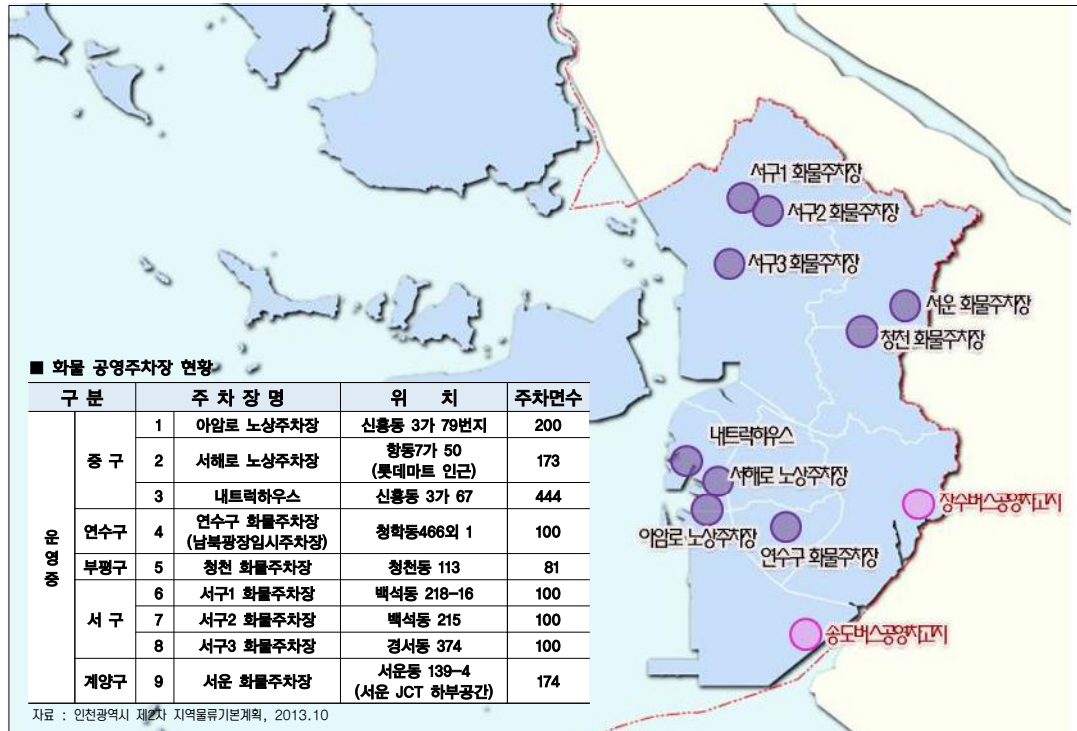 서구1 화물주차장
서구2 화물주차장
서구3 화물주차장
서운 화물주차장
청천 화물주차장
■ 화물 공영주차장 현황
구 분 주 차 장 명 위 치 주차면수
운영중
중 구 1 아암로 노상주차장 신흥동 3가 79번지 200
2 서해로 노상주차장 항동7가 50 (롯데마트 인근) 173
3 내트럭하우스 신흥동 3가 67 444
연수구 4 연수구 화물주차장 (남북광장임시주차장) 청학동466외 1 100
부평구 5 청천 화물주차장 청천동 113 81
서 구 6 서구1 화물주차장 백석동 218-16 100
7 서구2 화물주차장 백석동 215 100
8 서구3 화물주차장 경서동 374 100
계양구 9 서운 화물주차장 서운동 139-4 (서운 JCT 하부공간) 174
내트럭하우스
서해로 노상주차장
아암로 노상주차장
연수구 화물주차장
장수버스공영차고지
송도버스공영차고지
자료 : 인천광역시 제2차 지역물류기본계획, 2013.10